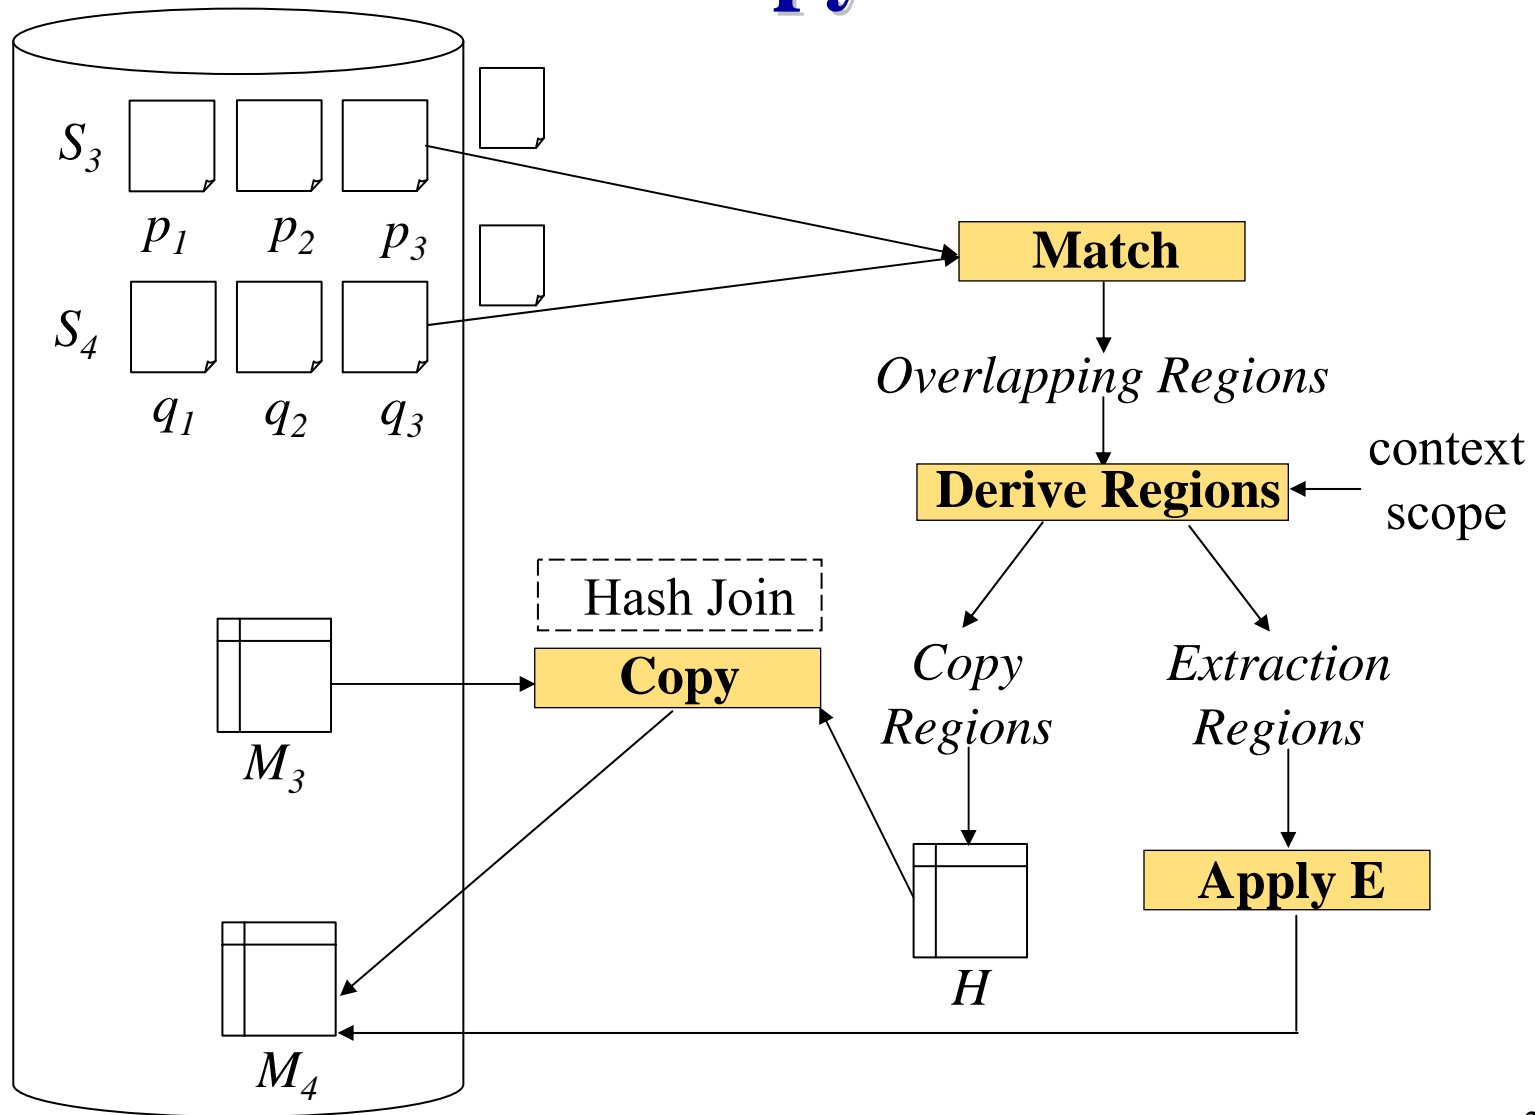 S3
p1 p2 p3
Match
S4
q1 q2 q3
Overlapping Regions
context
scope
Derive Regions
Hash Join
Copy
Copy
Regions
Extraction
Regions
M3
Apply E
H
M4